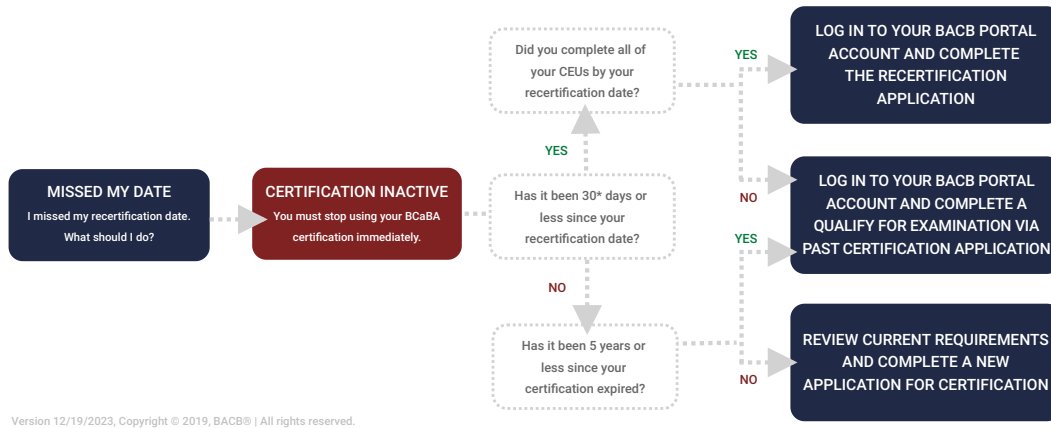 MISSED MY DATE
I missed my recertification date.
What should I do?
CERTIFICATION INACTIVE
You must stop using your BCaBA
certification immediately.
Has it been 30* days or
less since your
recertification date?
YES
Did you complete all of
your CEUs by your
recertification date?
YES
LOG IN TO YOUR BACB PORTAL
ACCOUNT AND COMPLETE
THE RECERTIFICATION
APPLICATION
NO
LOG IN TO YOUR BACB PORTAL
ACCOUNT AND COMPLETE A
QUALIFY FOR EXAMINATION VIA
PAST CERTIFICATION APPLICATION
NO
Has it been 5 years or
less since your
certification expired?
YES
NO
REVIEW CURRENT REQUIREMENTS
AND COMPLETE A NEW
APPLICATION FOR CERTIFICATION
Version 12/19/2023, Copyright © 2019, BACB® | All rights reserved.